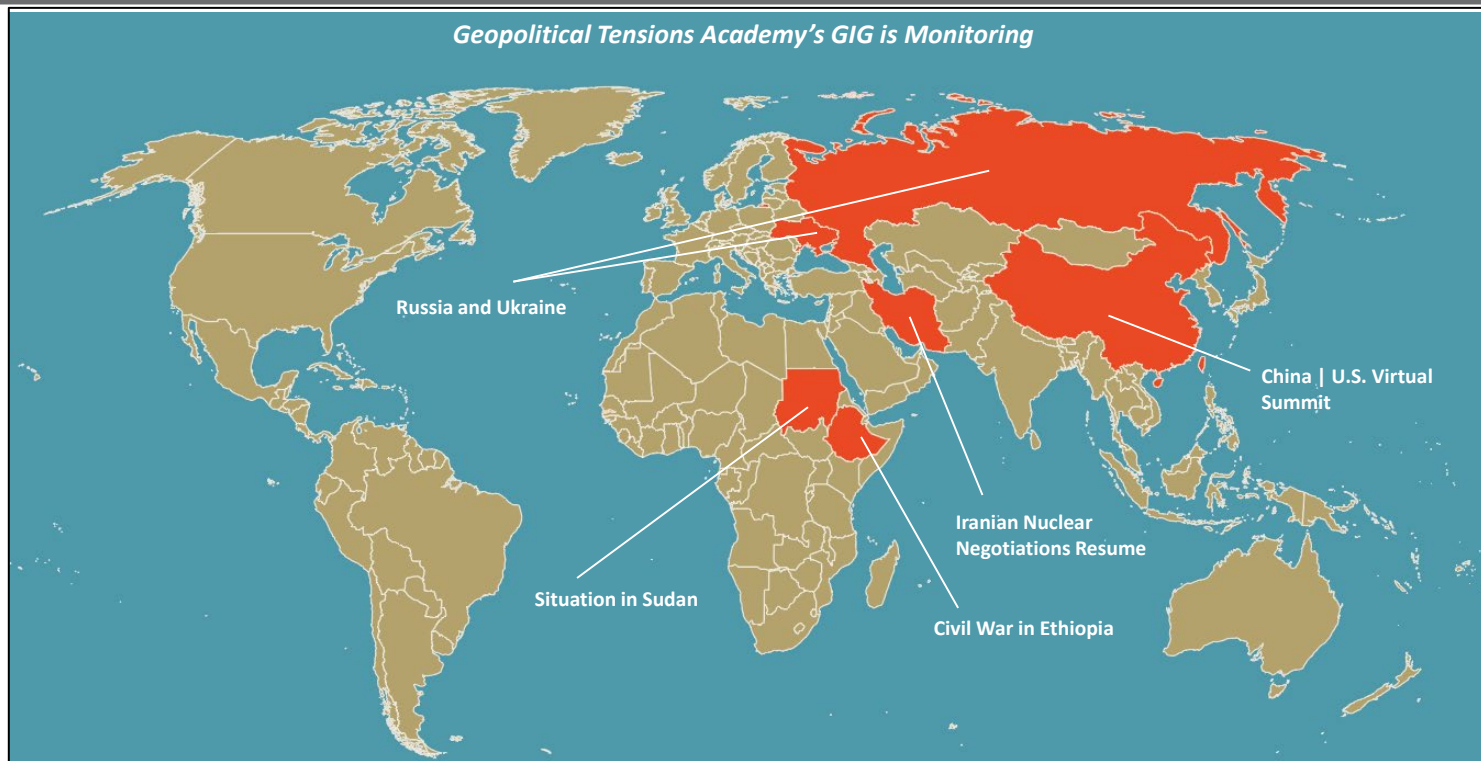 Geopolitical Tensions Academy's GIG is Monitoring
Russia and Ukraine
China | U.S. Virtual
Summit
Iranian Nuclear
Negotiations Resume
Situation in Sudan
Civil War in Ethiopia